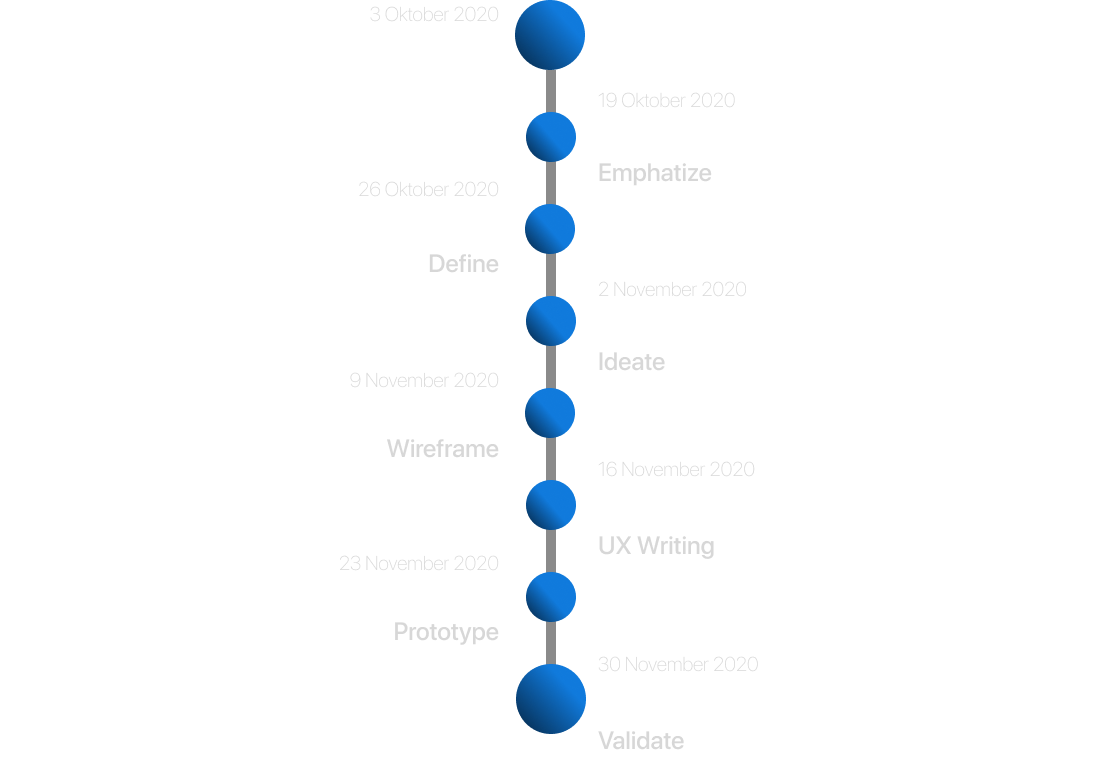 3 Oktober 2020
19 Oktober 2020
Emphatize
26 Oktober 2020
Define
2 November 2020
Ideate
9 November 2020
Wireframe
16 November 2020
UX Writing
23 November 2020
Prototype
30 November 2020
Validate